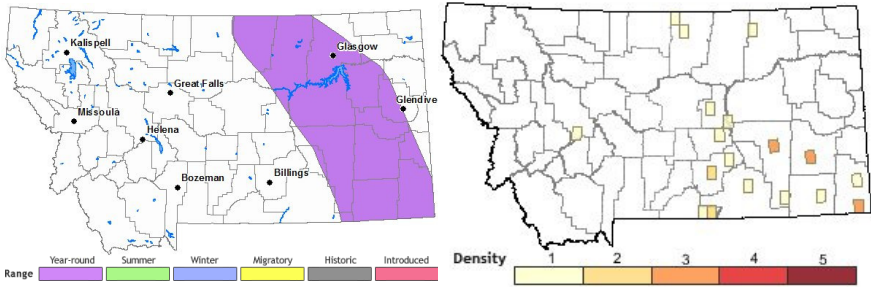 Kalispell
Glasgow
Great Falls
Glendive
Missoula
Helena
Bozeman
Billings
Year-round Summer Winter Migratory Historic Introduced
Range
Density
1 2 3 4 5